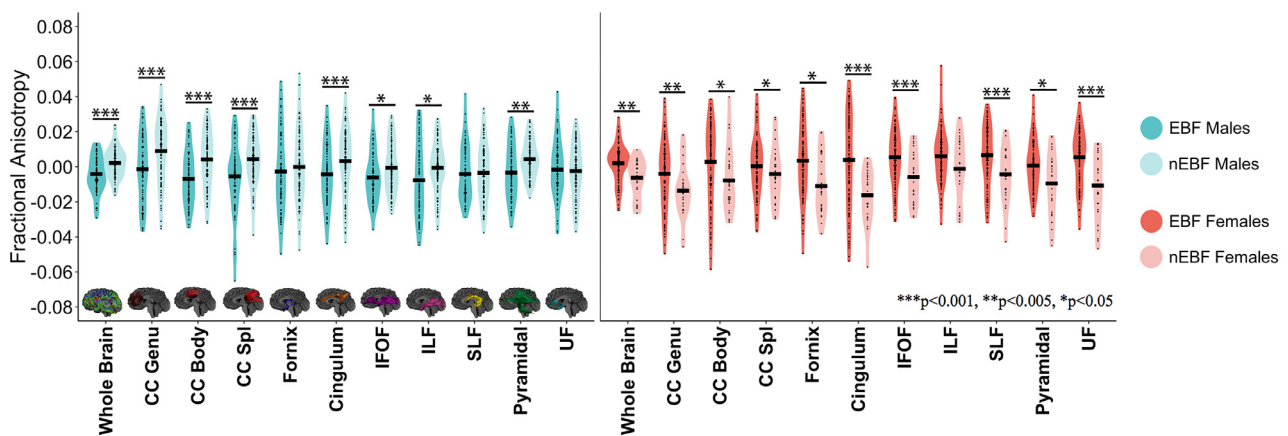 Fractional Anisotropy
0.08
0.06
0.04
0.02
0.00
-0.02
-0.04
-0.06
-0.08
***
***
***
***
***
*
*
**
**
**
*
*
*
***
***
***
*
***
Whole Brain
CC Genu
CC Body
CC Spl
Fornix
Cingulum
IFOF
ILF
SLF
Pyramidal
UF
Whole Brain
CC Genu
CC Body
CC Spl
Fornix
Cingulum
IFOF
ILF
SLF
Pyramidal
UF
***p<0.001, **p<0.005, *p<0.05
EBF Males
nEBF Males
EBF Females
nEBF Females